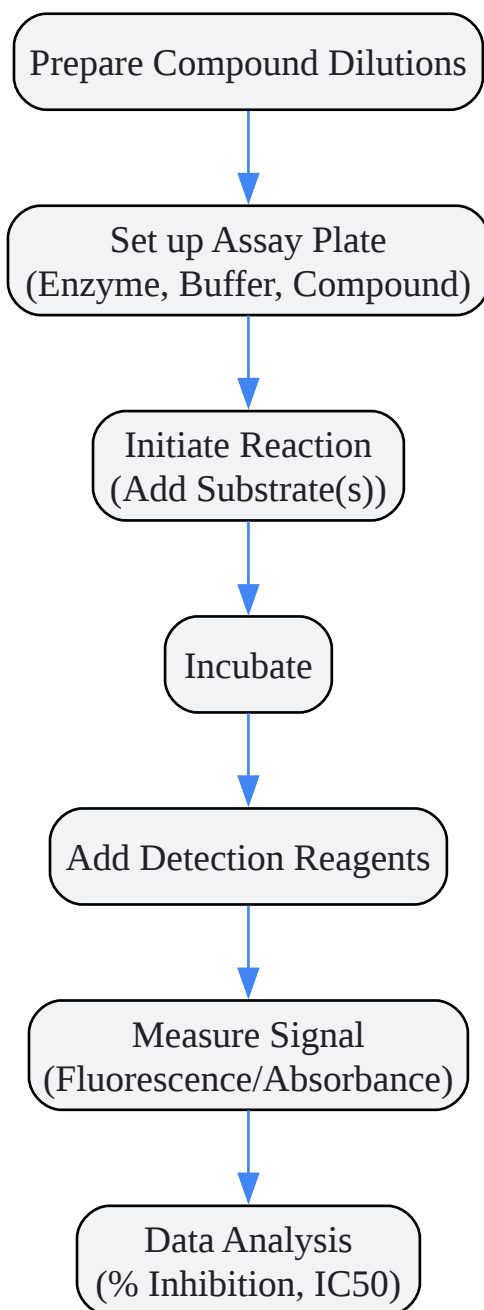 Prepare Compound Dilutions
Set up Assay Plate
(Enzyme, Buffer, Compound)
Initiate Reaction
(Add Substrate(s))
Incubate
Add Detection Reagents
Measure Signal
(Fluorescence/Absorbance)
Data Analysis
(% Inhibition, IC50)